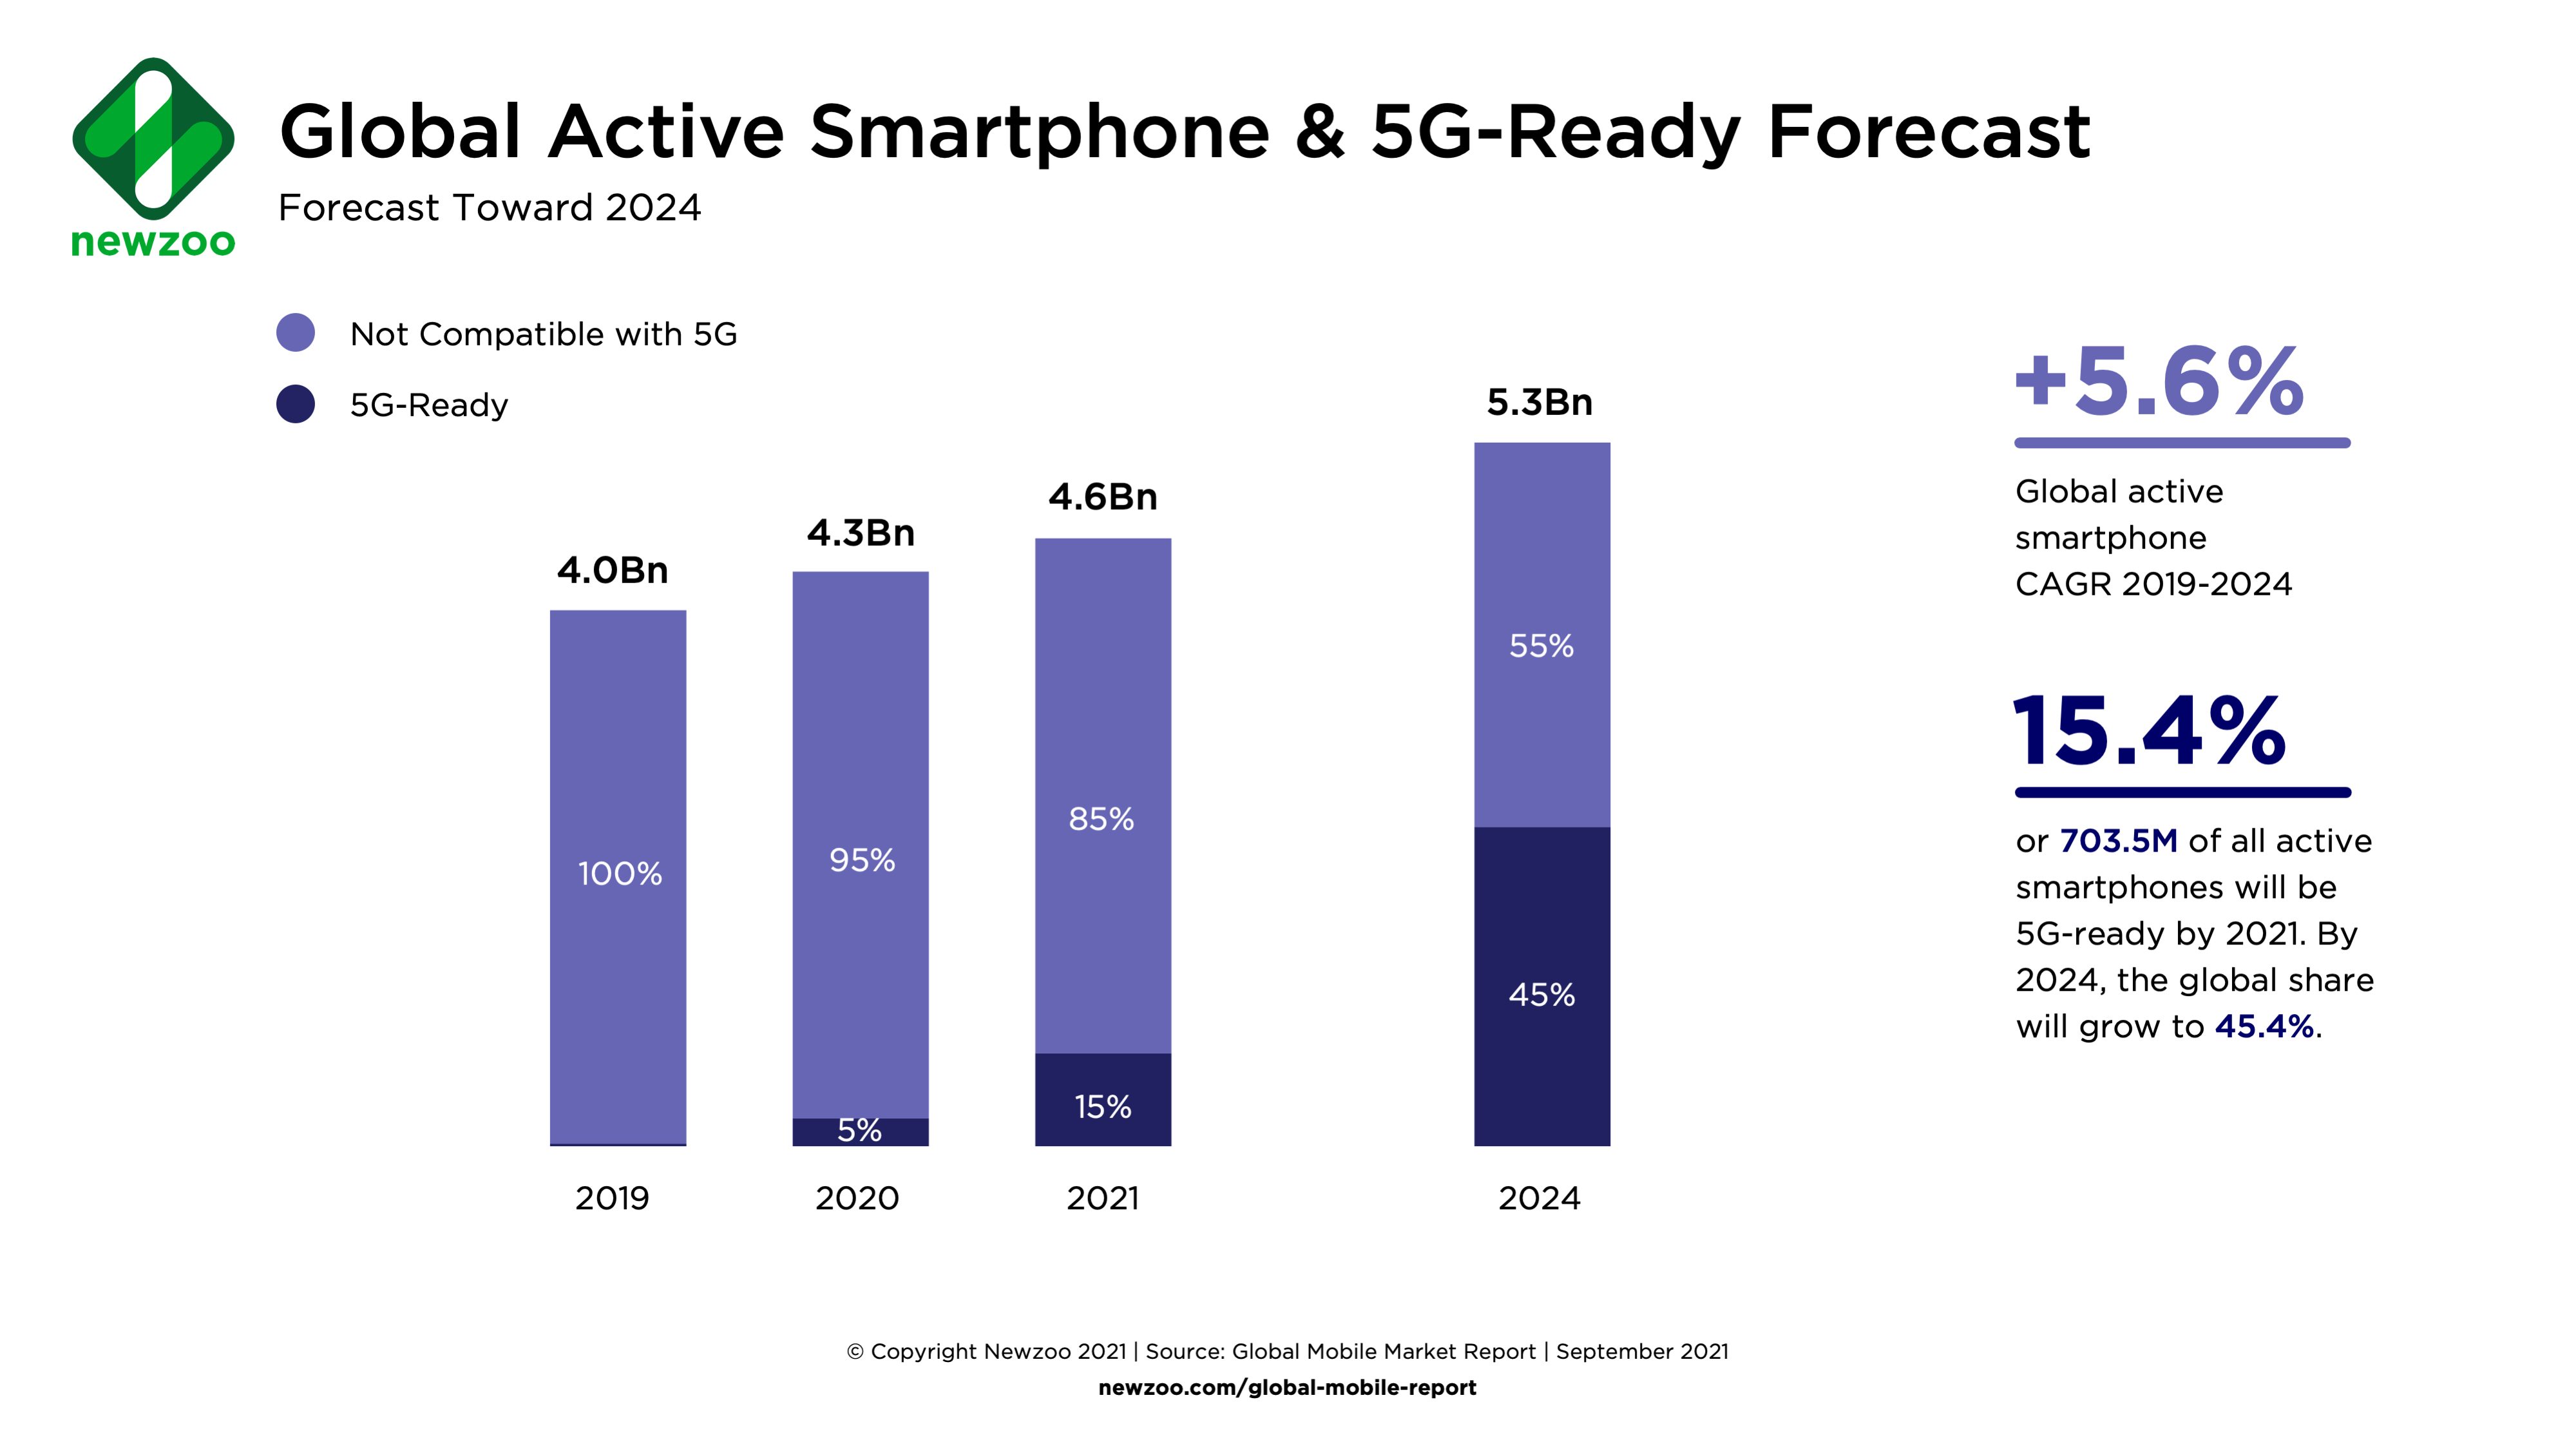 newzoo
Global Active Smartphone & 5G-Ready Forecast
Forecast Toward 2024
Not Compatible with 5G
5G-Ready
4.0Bn
4.3Bn
4.6Bn
5.3Bn
100%
95%
5%
85%
15%
55%
45%
2019
2020
2021
2024
+5.6%
Global active
smartphone
CAGR 2019-2024
15.4%
or 703.5M of all active
smartphones will be
5G-ready by 2021. By
2024, the global share
will grow to 45.4%.
© Copyright Newzoo 2021 | Source: Global Mobile Market Report | September 2021
newzoo.com/global-mobile-report